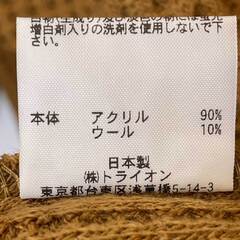 増白剤入りの洗剤を使用しないで下
さい。
本体 アクリル 90%
ウール 10%
日本製
㈱トライオン
東京都台東区浅草橋5-14-3